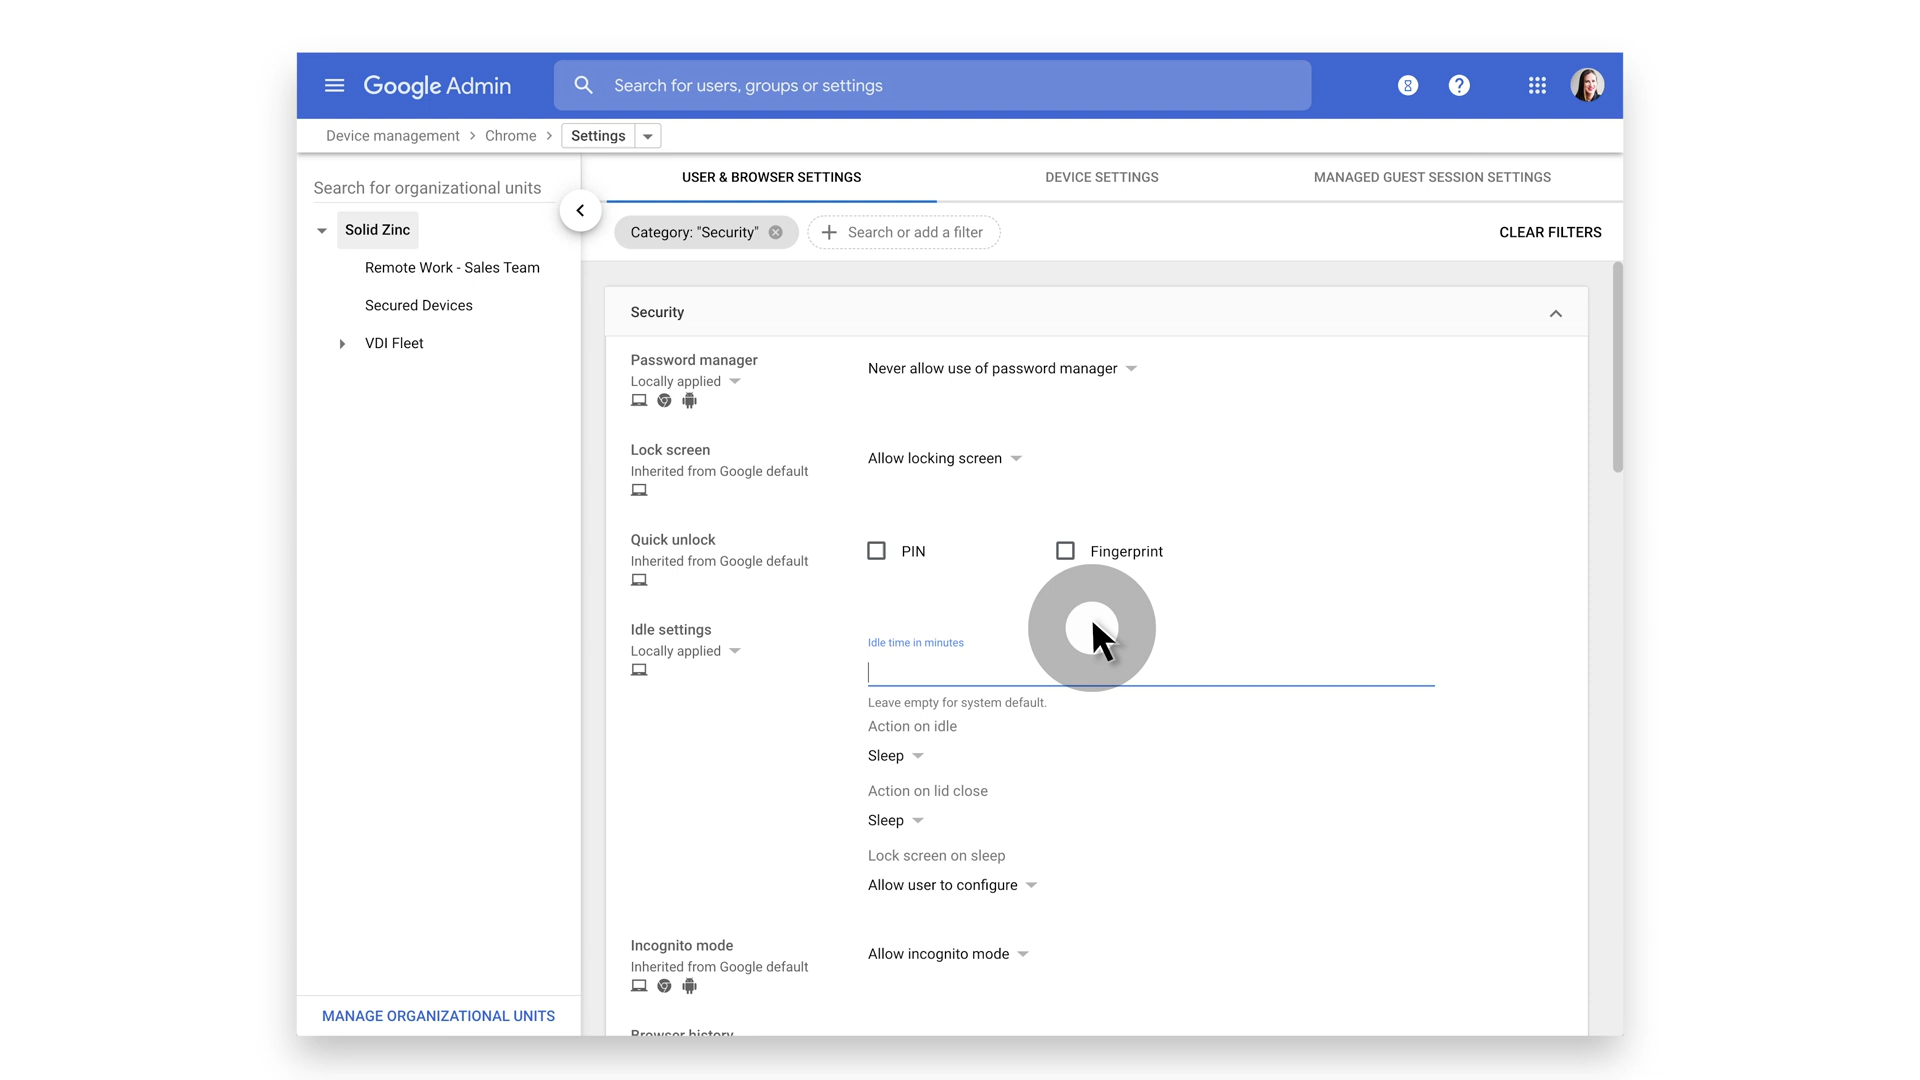 Google Admin
Search for users, groups or settings
Device management > Chrome > Settings
Search for organizational units
Solid Zinc
Remote Work - Sales Team
Secured Devices
VDI Fleet
MANAGE ORGANIZATIONAL UNITS
USER & BROWSER SETTINGS
DEVICE SETTINGS
MANAGED GUEST SESSION SETTINGS
Category: "Security"
Search or add a filter
CLEAR FILTERS
Security
Password manager
Locally applied
Never allow use of password manager
Lock screen
Inherited from Google default
Allow locking screen
Quick unlock
Inherited from Google default
PIN
Fingerprint
Idle settings
Locally applied
Idle time in minutes
Leave empty for system default.
Action on idle
Sleep
Action on lid close
Sleep
Lock screen on sleep
Allow user to configure
Incognito mode
Inherited from Google default
Allow incognito mode
Browser history